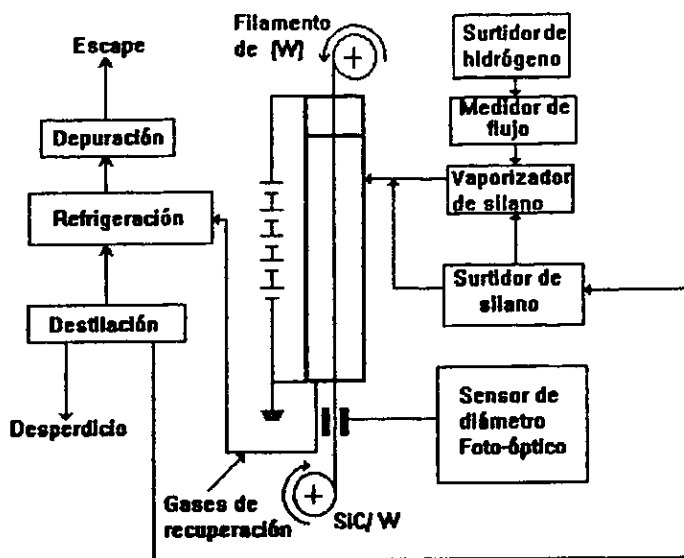 Filamento
de (W)
Surtidor de
hidrógeno
Escape
Medidor de
flujo
Depuración
Vaporizador
de silano
Refrigeración
Surtidor de
silano
Destilación
Sensor de
diámetro
Foto-óptico
Desperdicio
Gases de
recuperación
SiC/W